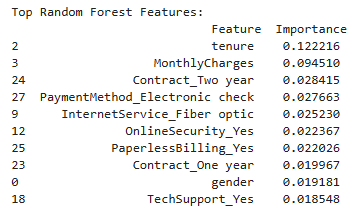 Top Random Forest Features:
Feature Importance
2 tenure 0.122216
3 MonthlyCharges 0.094510
24 Contract_Two year 0.028415
27 PaymentMethod_Electronic check 0.027663
9 InternetService_Fiber optic 0.025230
12 OnlineSecurity_Yes 0.022367
25 PaperlessBilling_Yes 0.022026
23 Contract_One year 0.019967
0 gender 0.019181
18 TechSupport_Yes 0.018548